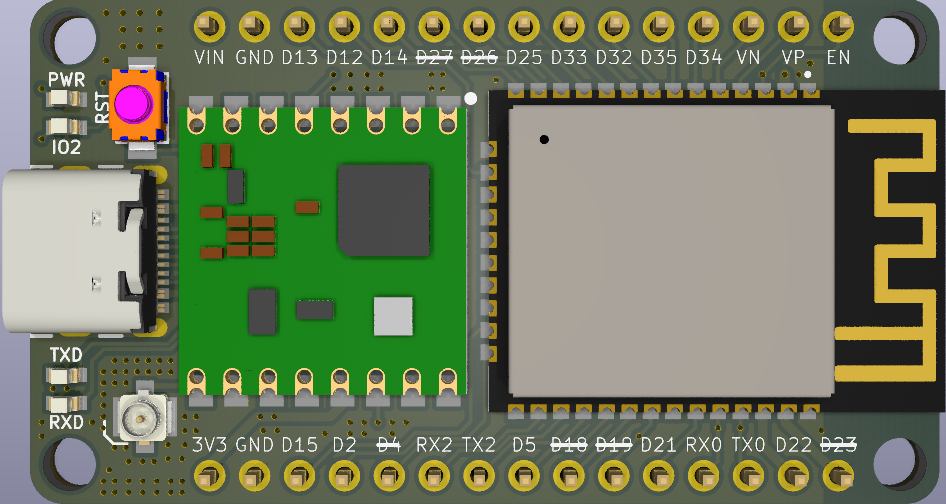 VIN GND D13 D12 D14 D27 D26 D25 D33 D32 D35 D34 VN VP EN
PWR
RST
IO2
TXD
RXD
3V3 GND D15 D2 D4 RX2 TX2 D5 D18 D19 D21 RX0 TX0 D22 D23